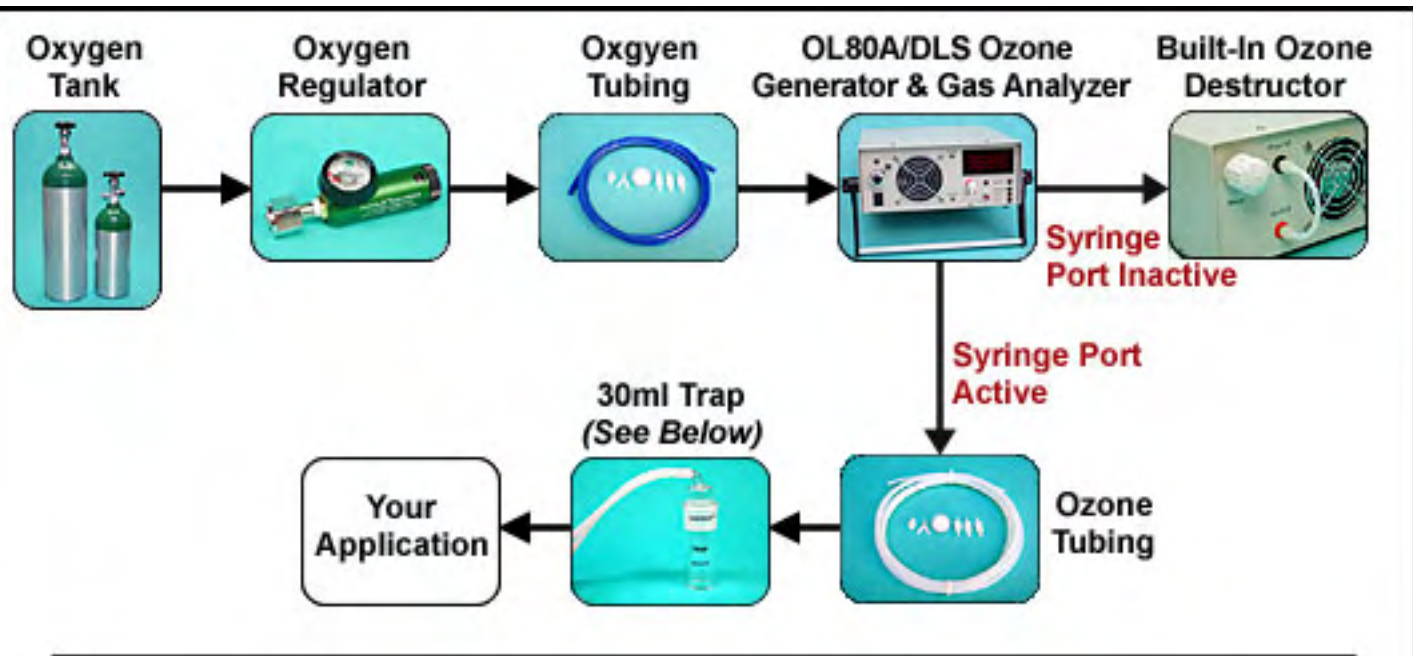 Oxygen
Tank
Oxygen
Regulator
Oxgyen
Tubing
OL80A/DLS Ozone
Generator & Gas Analyzer
Built-In Ozone
Destructor
Syringe
Port Inactive
Syringe Port
Active
30ml Trap
(See Below)
Your
Application
Ozone
Tubing